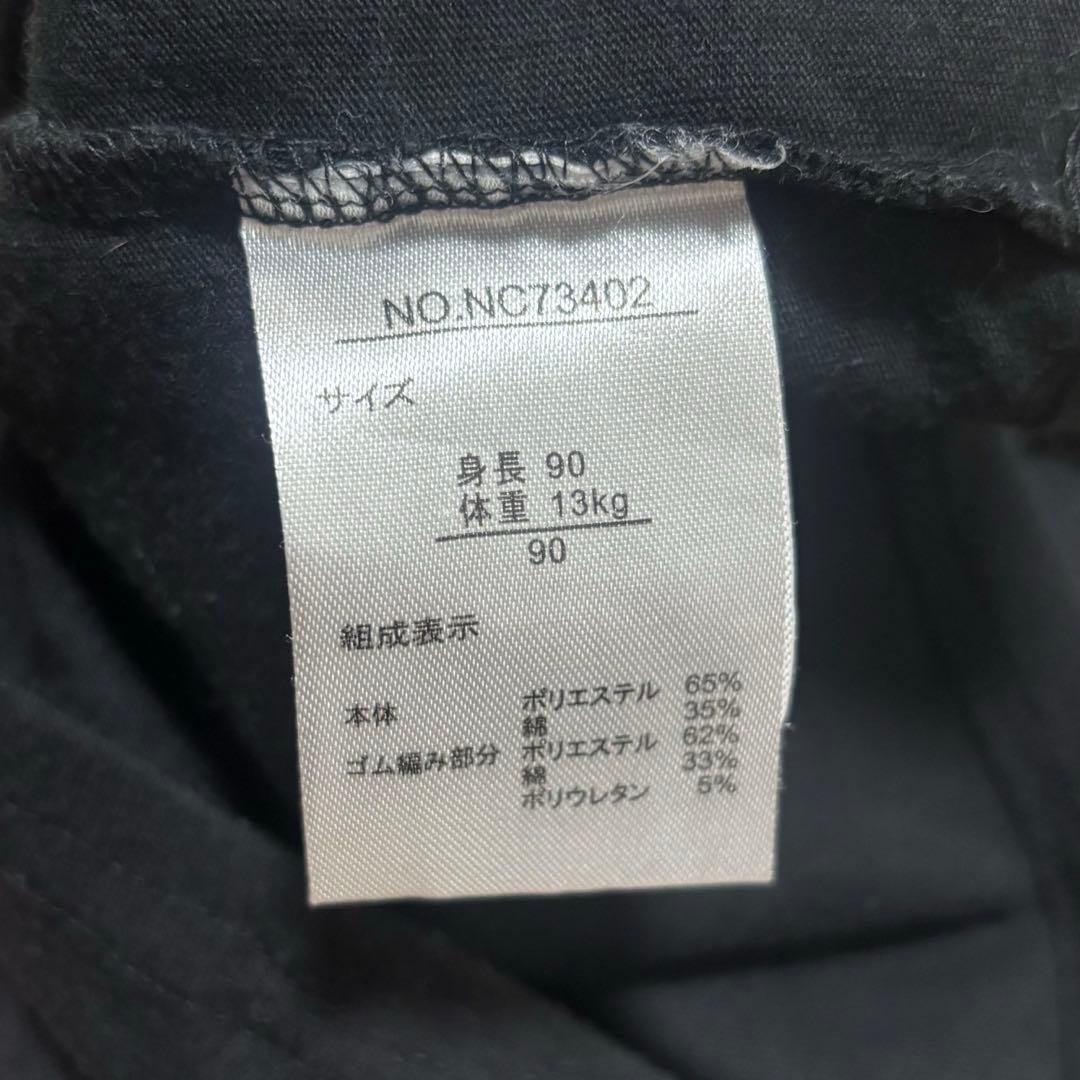 NO.NC73402
サイズ
身長 90
体重 13kg
90
組成表示
本体 ポリエステル 65%
綿 35%
ゴム編み部分 ポリエステル 62%
綿 33%
ポリウレタン 5%